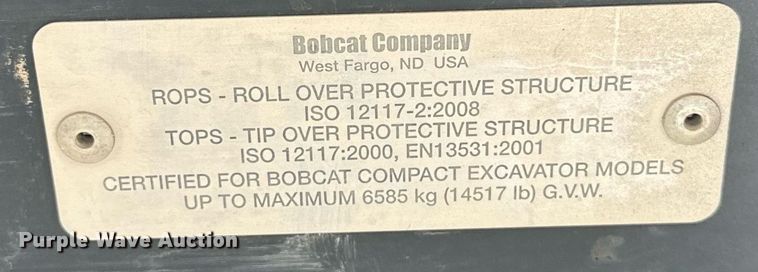 Bobcat Company
West Fargo, ND USA
ROPS - ROLL OVER PROTECTIVE STRUCTURE
ISO 12117-2:2008
TOPS - TIP OVER PROTECTIVE STRUCTURE
ISO 12117:2000, EN13531:2001
CERTIFIED FOR BOBCAT COMPACT EXCAVATOR MODELS
UP TO MAXIMUM 6585 kg (14517 lb) G.V.W.
Purple Wave Auction